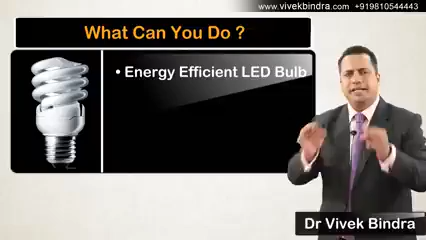 www.vivekbindra.com +919810544443
What Can You Do ?
• Energy Efficient LED Bulb
Dr Vivek Bindra